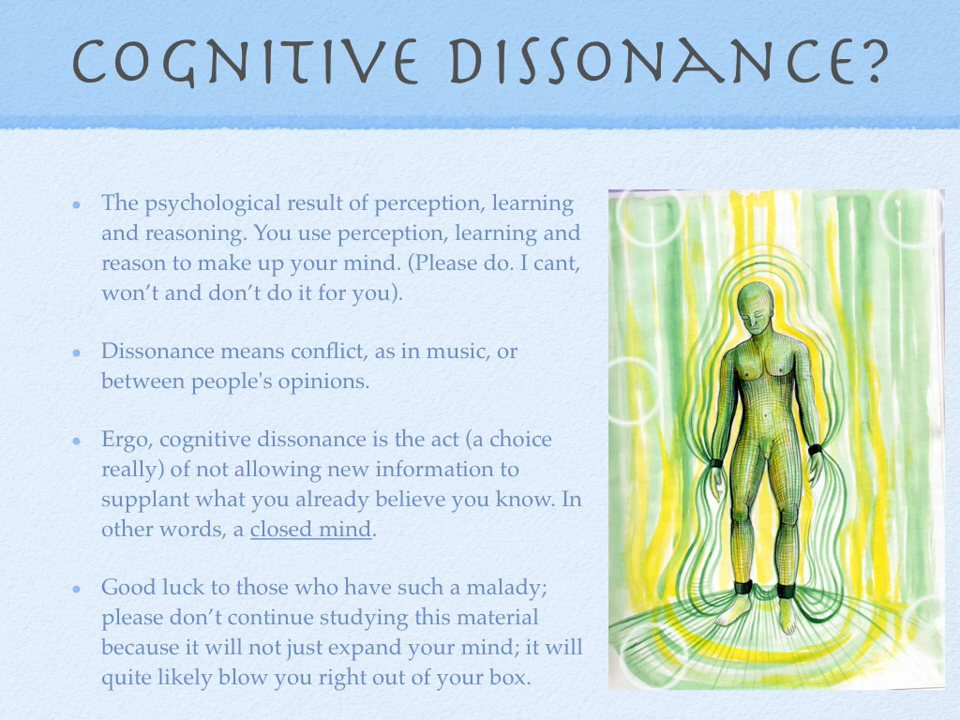 COGNITIVE DISSONANCE?
• The psychological result of perception, learning
and reasoning. You use perception, learning and
reason to make up your mind. (Please do. I cant,
won’t and don’t do it for you).
• Dissonance means conflict, as in music, or
between people's opinions.
• Ergo, cognitive dissonance is the act (a choice
really) of not allowing new information to
supplant what you already believe you know. In
other words, a closed mind.
• Good luck to those who have such a malady;
please don’t continue studying this material
because it will not just expand your mind; it will
quite likely blow you right out of your box.